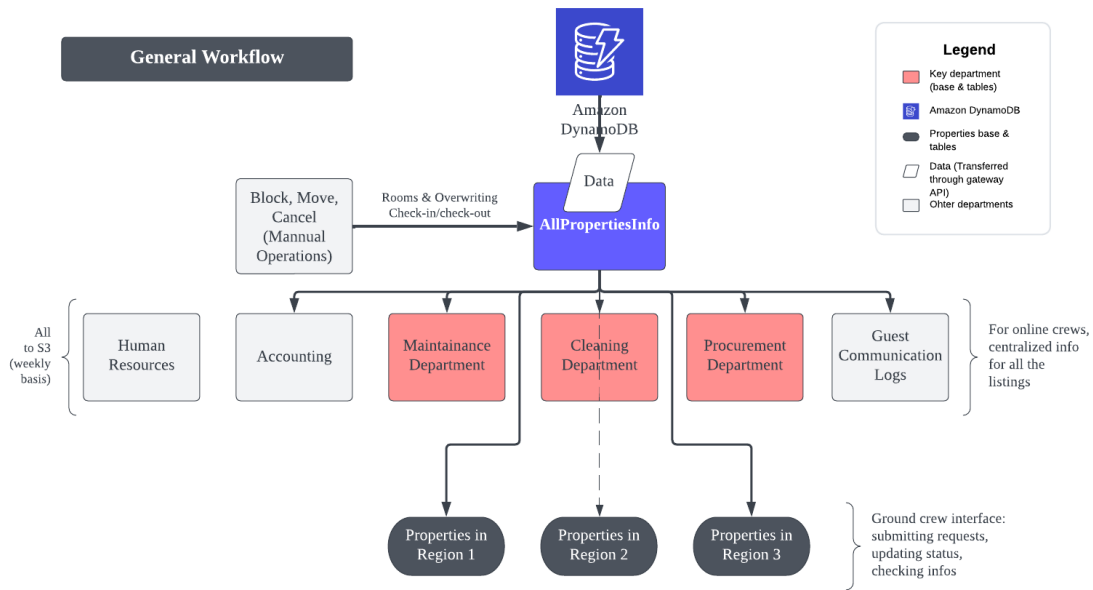 General Workflow
Amazon
DynamoDB
Legend
Key department
(base & tables)
Amazon DynamoDB
Properties base &
tables
Data (Transferred
through gateway
API)
Ohter departments
Data
AllPropertiesInfo
Block, Move,
Cancel
(Mannual
Operations)
Rooms & Overwriting
Check-in/check-out
All
to S3
(weekly
basis)
Human
Resources
Accounting
Maintainance
Department
Cleaning
Department
Procurement
Department
Guest
Communication
Logs
For online crews,
centralized info
for all the
listings
Properties in
Region 1
Properties in
Region 2
Properties in
Region 3
Ground crew interface:
submitting requests,
updating status,
checking infos